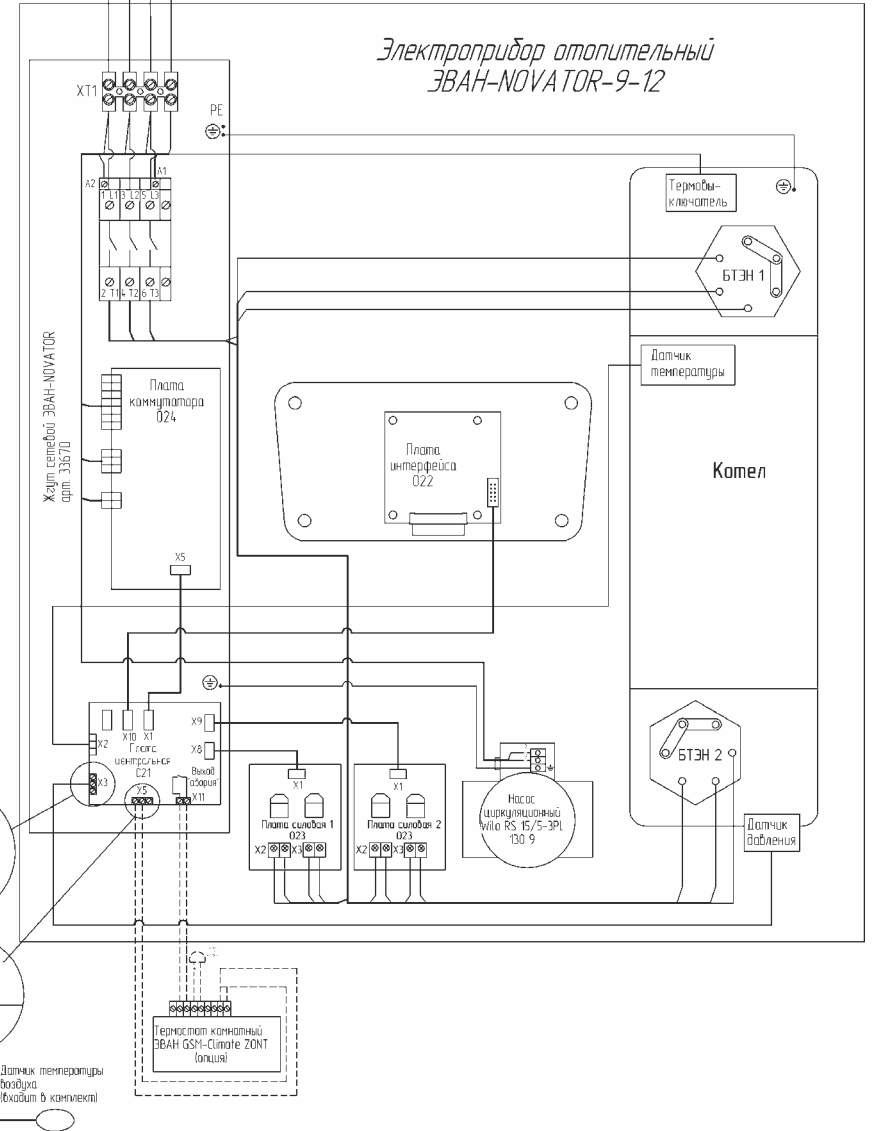 Электроприбор отопительный
ЭВАН-NOVATOR-9-12
XT1
PE
A2
A1
1 L1 3 L2 5 L3
2 T1 4 T2 6 T3
Термовы-
ключатель
БТЭН 1
Датчик
температуры
Жгут сетевой ЭВАН-NOVATOR
арт. 33670
Плата
коммутатора
024
X5
Плата
интерфейса
022
Котел
X10 X1
X2
X9
X8
Плата
центральная
021
Выход
"авария"
X3
X5
X11
X1
Плата силовая 1
023
X2
X3
X1
Плата силовая 2
023
X2
X3
Насос
циркуляционный
Wilo RS 15/5-3PL
130 9
БТЭН 2
Датчик
давления
Термостат комнатный
ЭВАН GSM-Climate ZONT
(опция)
Датчик температуры
воздуха
(входит в комплект)